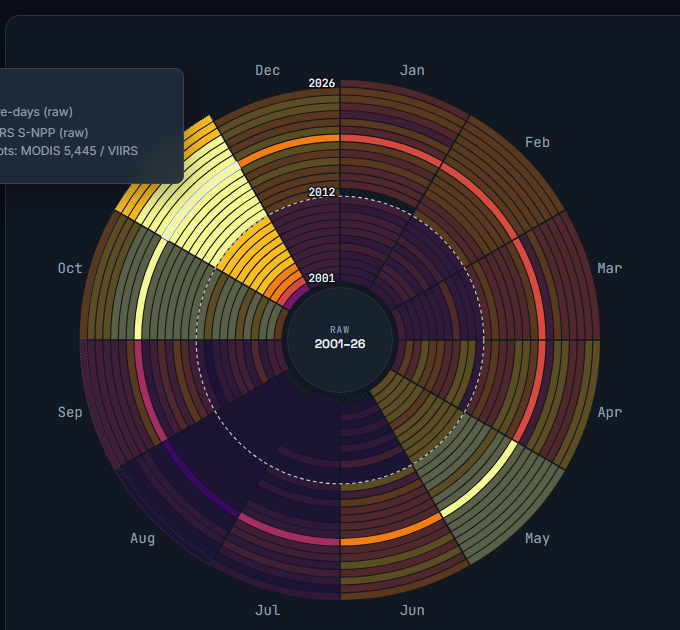 Dec
2026
Jan
re-days (raw)
RS S-NPP (raw)
ots: MODIS 5,445 / VIIRS
Feb
2012
Oct
2001
Mar
RAW
2001–26
Sep
Apr
Aug
May
Jul
Jun